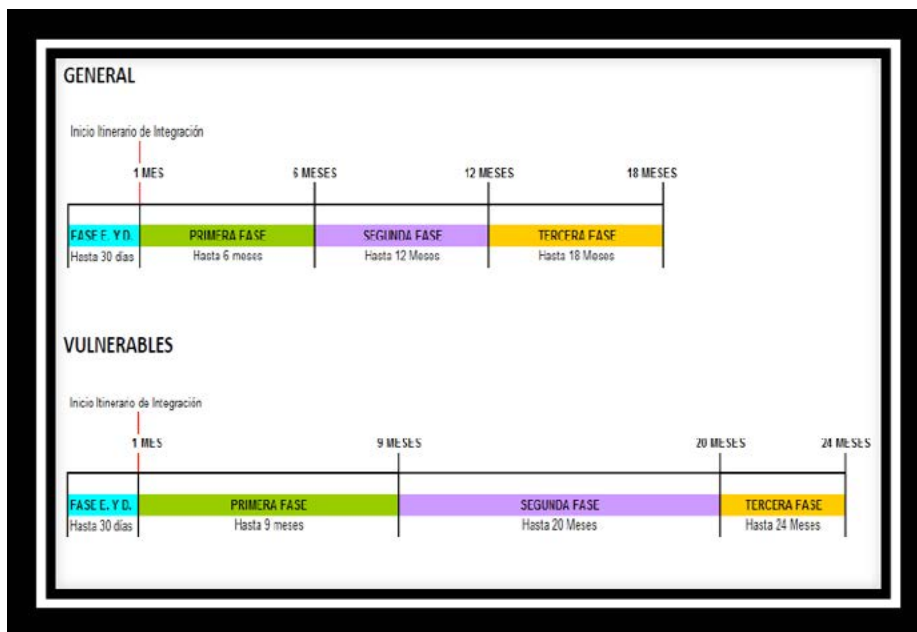 GENERAL
Inicio Itinerario de Integración
1 MES 6 MESES 12 MESES 18 MESES
FASE E. Y D. PRIMERA FASE SEGUNDA FASE TERCERA FASE
Hasta 30 días Hasta 6 meses Hasta 12 Meses Hasta 18 Meses
VULNERABLES
Inicio Itinerario de Integración
1 MES 9 MESES 20 MESES 24 MESES
FASE E. Y D. PRIMERA FASE SEGUNDA FASE TERCERA FASE
Hasta 30 días Hasta 9 meses Hasta 20 Meses Hasta 24 Meses